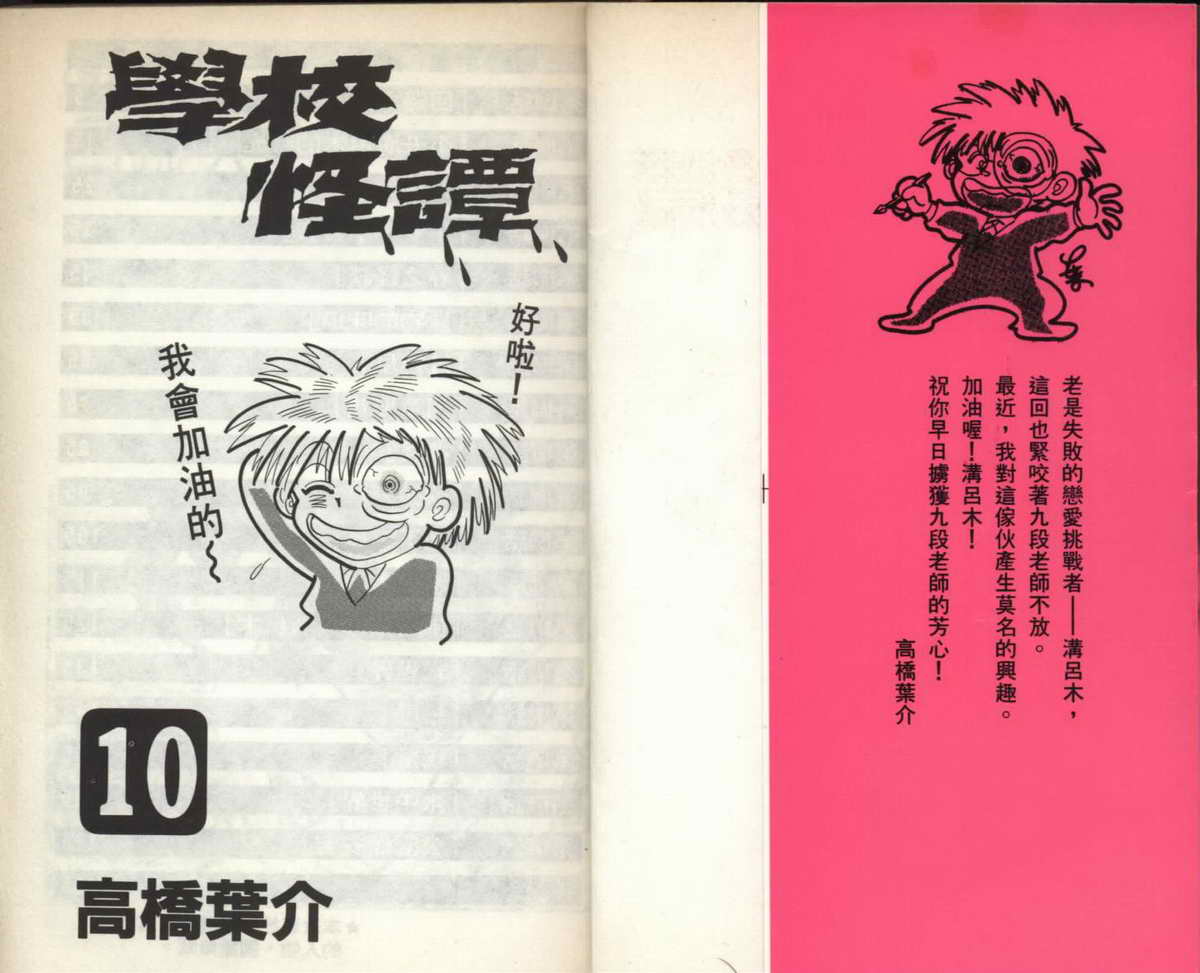 學校
怪譚
好啦！
我會加油的～
10
高橋葉介
老是失敗的戀愛挑戰者——溝呂木，
這回也緊咬著九段老師不放。
最近，我對這傢伙產生莫名的興趣。
加油喔！溝呂木！
祝你早日擄獲九段老師的芳心！
高橋葉介